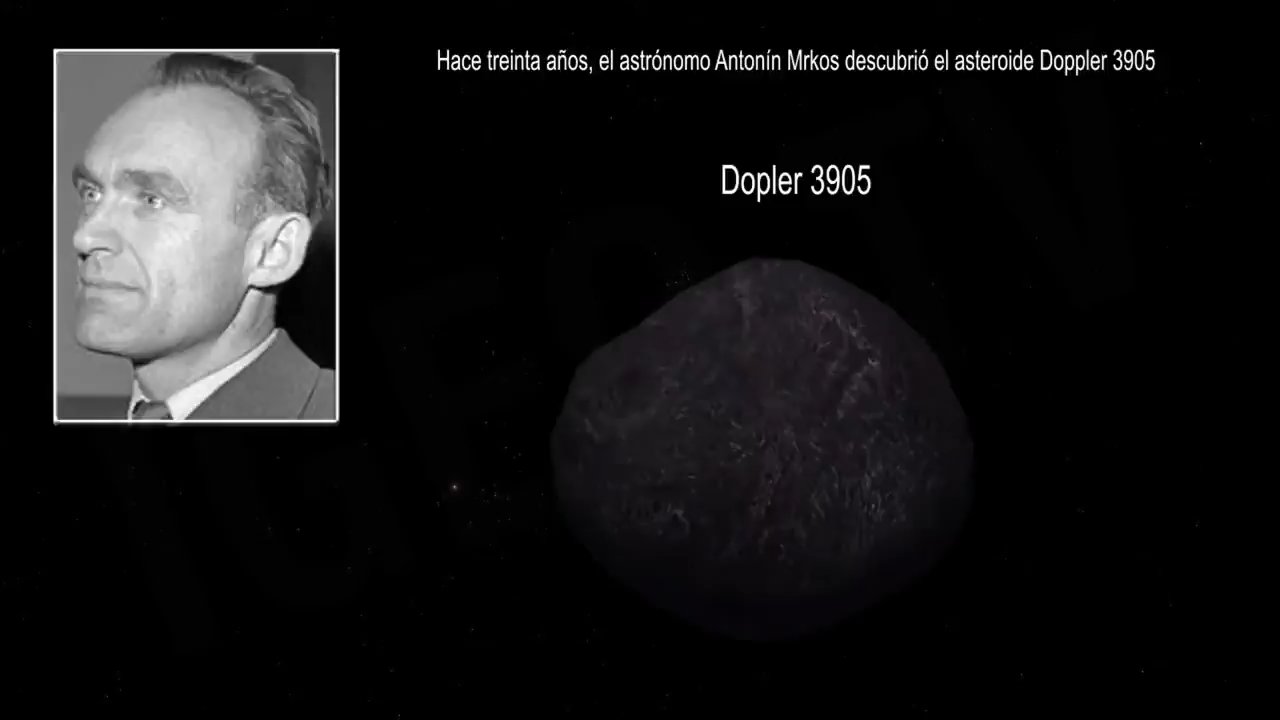 Hace treinta años, el astrónomo Antonín Mrkos descubrió el asteroide Doppler 3905
Dopler 3905